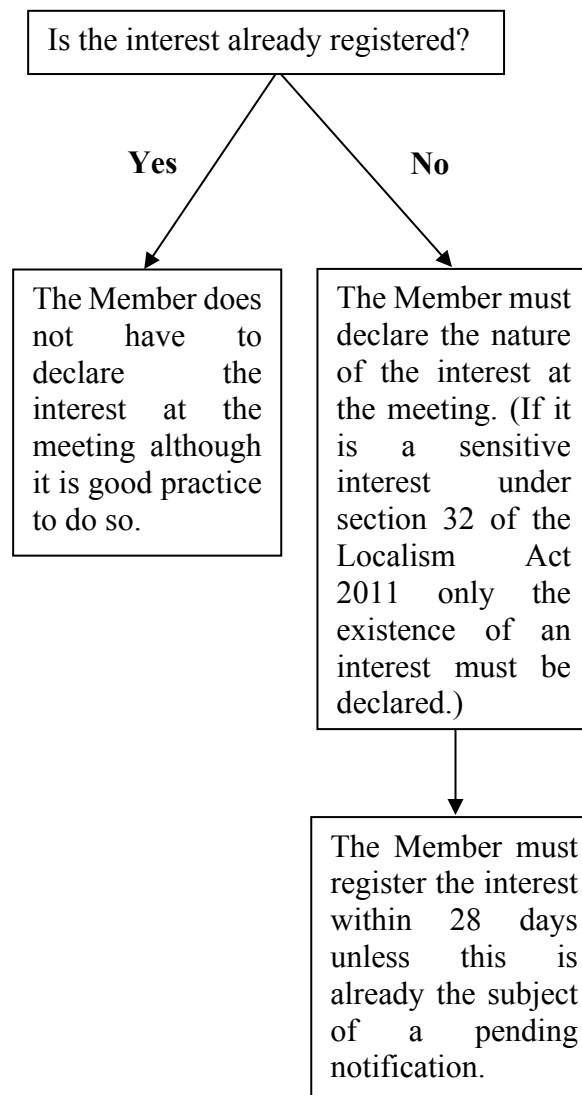 Is the interest already registered?
Yes
No
The Member does
not have to
declare the
interest at the
meeting although
it is good practice
to do so.
The Member must
declare the nature
of the interest at
the meeting. (If it
is a sensitive
interest under
section 32 of the
Localism Act
2011 only the
existence of an
interest must be
declared.)
The Member must
register the interest
within 28 days
unless this is
already the subject
of a pending
notification.